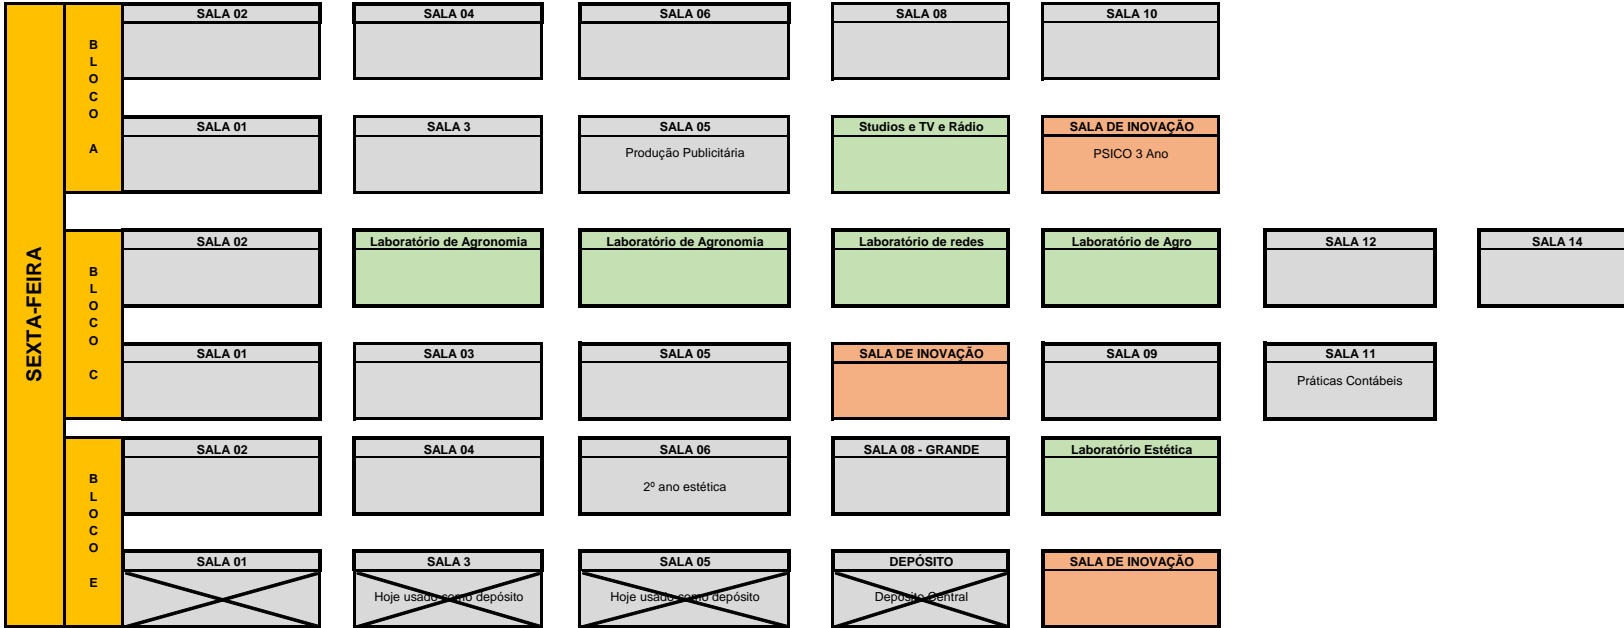 SEXTA-FEIRA
BLOCO A
SALA 02
SALA 04
SALA 06
SALA 08
SALA 10
SALA 01
SALA 3
SALA 05
Studios e TV e Rádio
SALA DE INOVAÇÃO
Produção Publicitária
PSICO 3 Ano
BLOCO C
SALA 02
Laboratório de Agronomia
Laboratório de Agronomia
Laboratório de redes
Laboratório de Agro
SALA 12
SALA 14
SALA 01
SALA 03
SALA 05
SALA DE INOVAÇÃO
SALA 09
SALA 11
Práticas Contábeis
BLOCO E
SALA 02
SALA 04
SALA 06
SALA 08 - GRANDE
Laboratório Estética
2º ano estética
SALA 01
SALA 3
SALA 05
DEPÓSITO
SALA DE INOVAÇÃO
Hoje usado como depósito
Hoje usado como depósito
Depósito Central